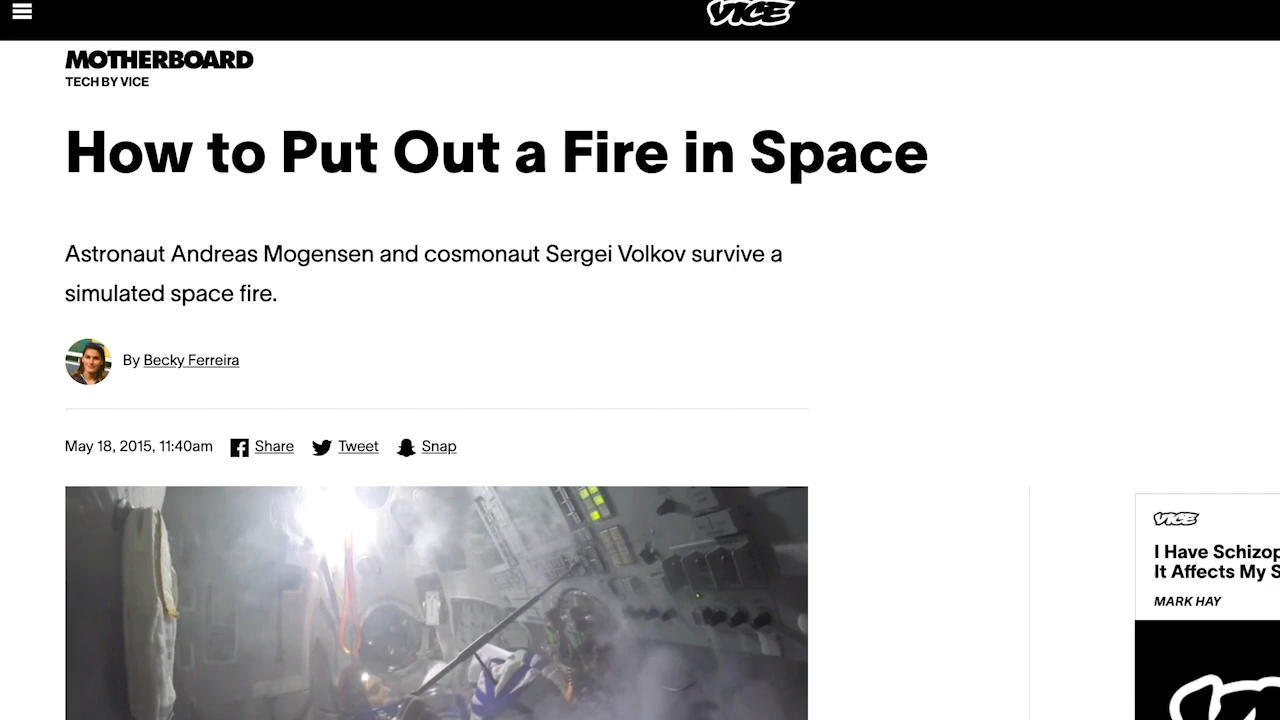 VICE
MOTHERBOARD
TECH BY VICE
How to Put Out a Fire in Space
Astronaut Andreas Mogensen and cosmonaut Sergei Volkov survive a
simulated space fire.
By Becky Ferreira
May 18, 2015, 11:40am Share Tweet Snap
VICE
I Have Schizop
It Affects My S
MARK HAY